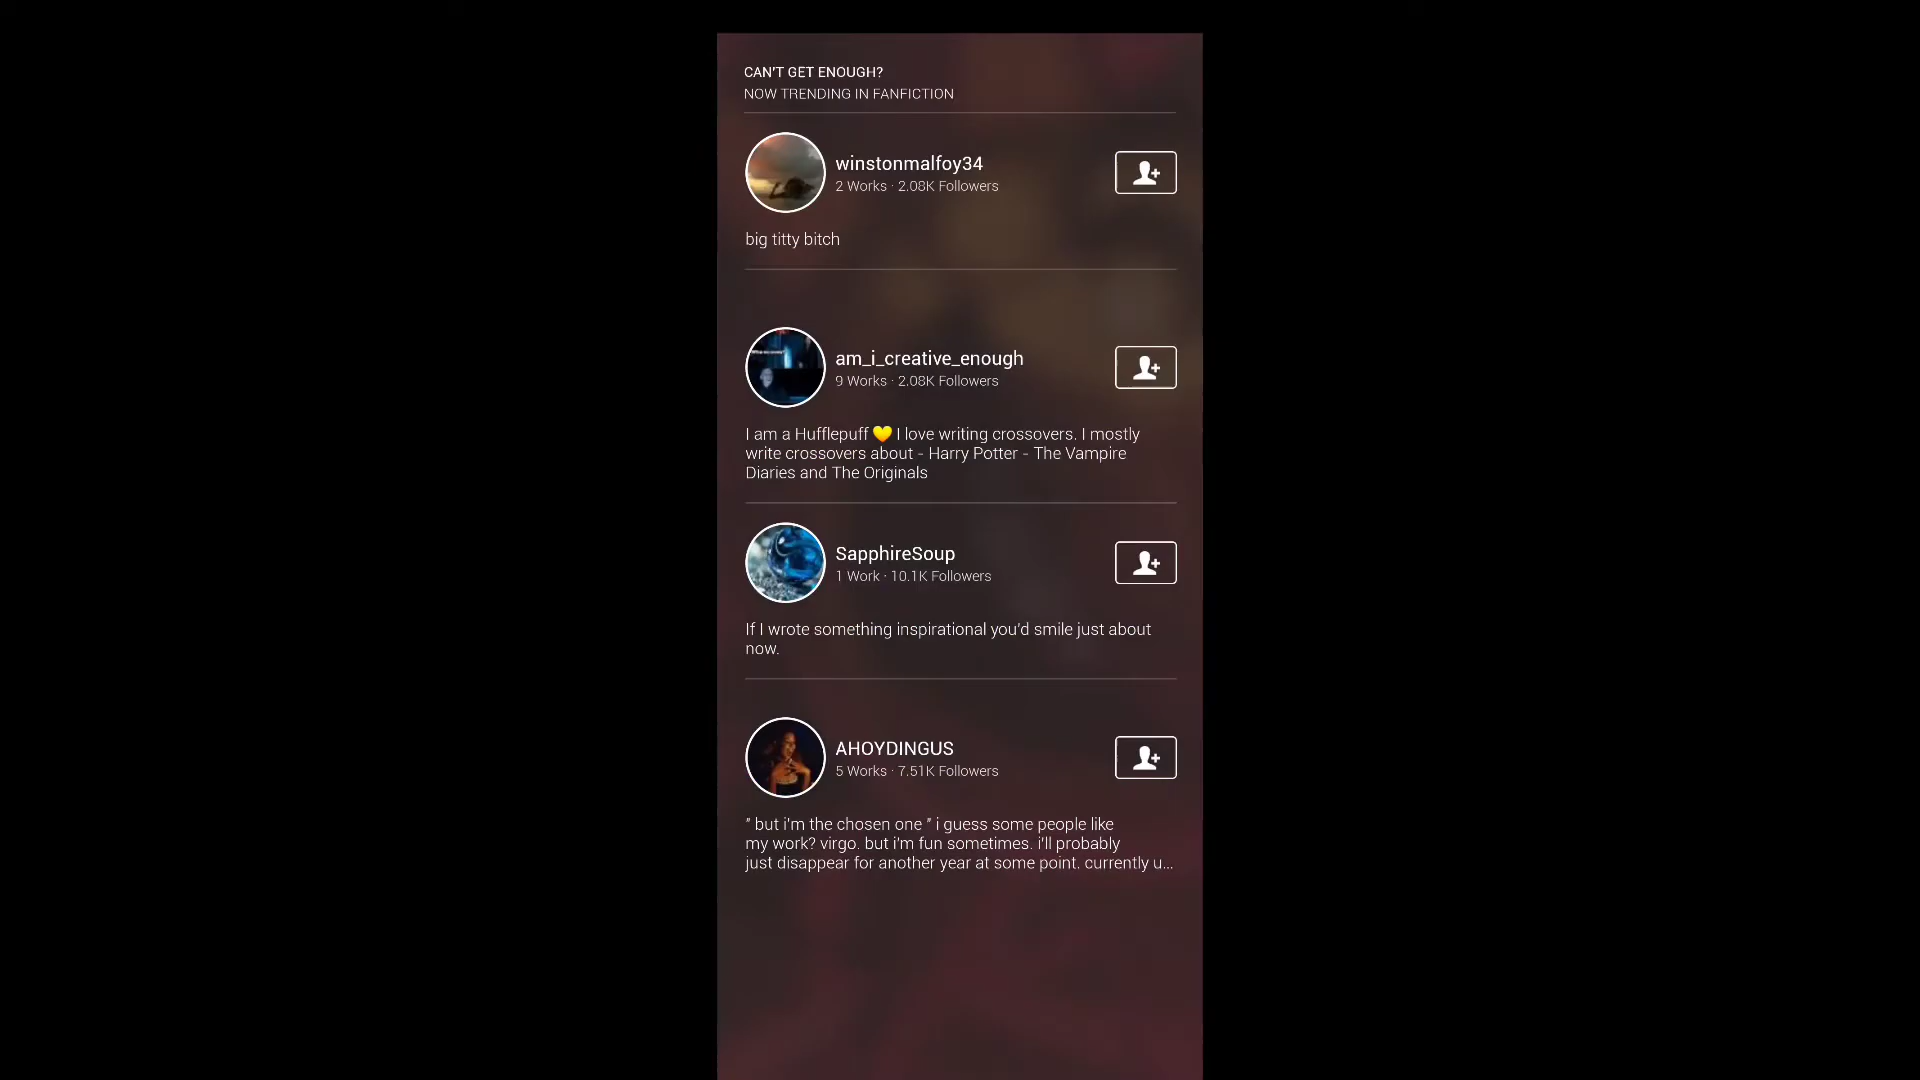 CAN'T GET ENOUGH?
NOW TRENDING IN FANFICTION
winstonmalfoy34
2 Works · 2.08K Followers
big titty bitch
am_i_creative_enough
9 Works · 2.08K Followers
I am a Hufflepuff 💛 I love writing crossovers. I mostly
write crossovers about - Harry Potter - The Vampire
Diaries and The Originals
SapphireSoup
1 Work · 10.1K Followers
If I wrote something inspirational you'd smile just about
now.
AHOYDINGUS
5 Works · 7.51K Followers
" but i'm the chosen one " i guess some people like
my work? virgo. but i'm fun sometimes. i'll probably
just disappear for another year at some point. currently u...